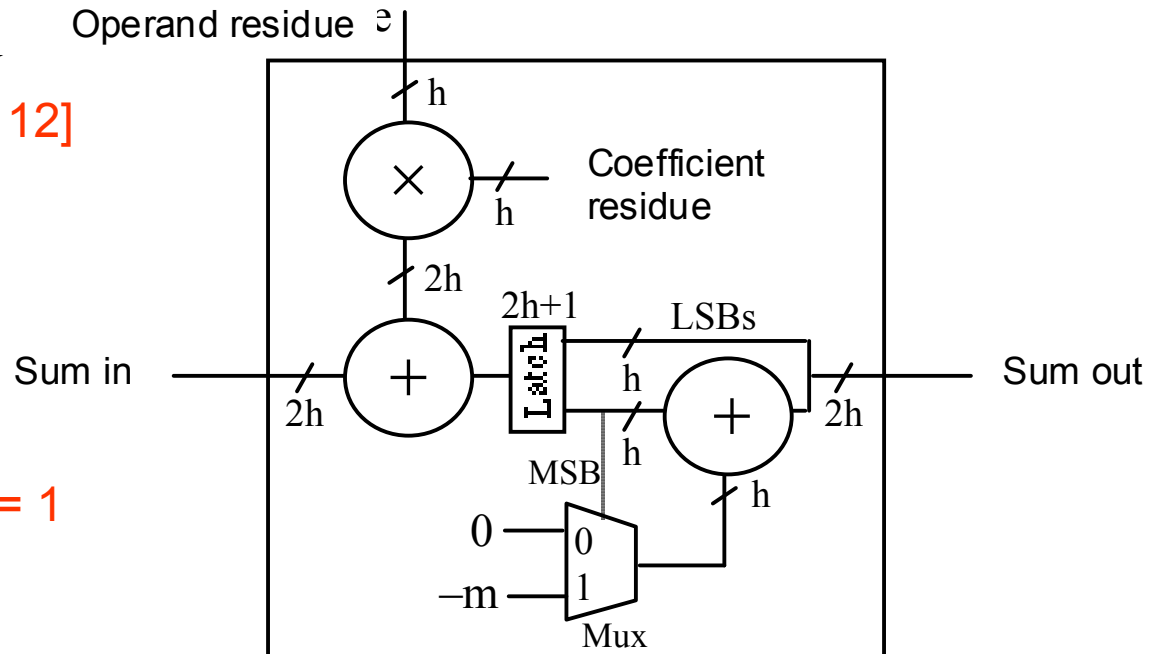 Operand residue e
h
12]
×
Coefficient
residue
h
2h
2h+1
LSBs
Sum in
+
Latch
h
Sum out
2h
+
2h
h
MSB
h
= 1
0
0
–m
1
Mux